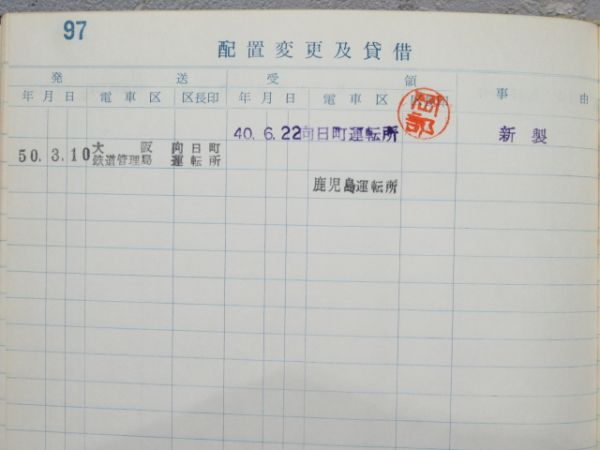 97
配置変更及貸借
発送 受領 事由
年月日 電車区 区長印 年月日 電車区
40.6.22 向日町運転所 岡部 新製
50.3.10 大阪鉄道管理局 向日町運転所
鹿児島運転所